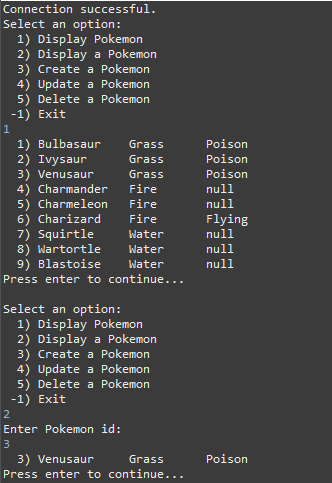 Connection successful.
Select an option:
  1) Display Pokemon
  2) Display a Pokemon
  3) Create a Pokemon
  4) Update a Pokemon
  5) Delete a Pokemon
 -1) Exit
1
  1) Bulbasaur    Grass      Poison
  2) Ivysaur      Grass      Poison
  3) Venusaur     Grass      Poison
  4) Charmander   Fire       null
  5) Charmeleon   Fire       null
  6) Charizard    Fire       Flying
  7) Squirtle     Water      null
  8) Wartortle    Water      null
  9) Blastoise    Water      null
Press enter to continue...

Select an option:
  1) Display Pokemon
  2) Display a Pokemon
  3) Create a Pokemon
  4) Update a Pokemon
  5) Delete a Pokemon
 -1) Exit
2
Enter Pokemon id:
3
  3) Venusaur     Grass      Poison
Press enter to continue...